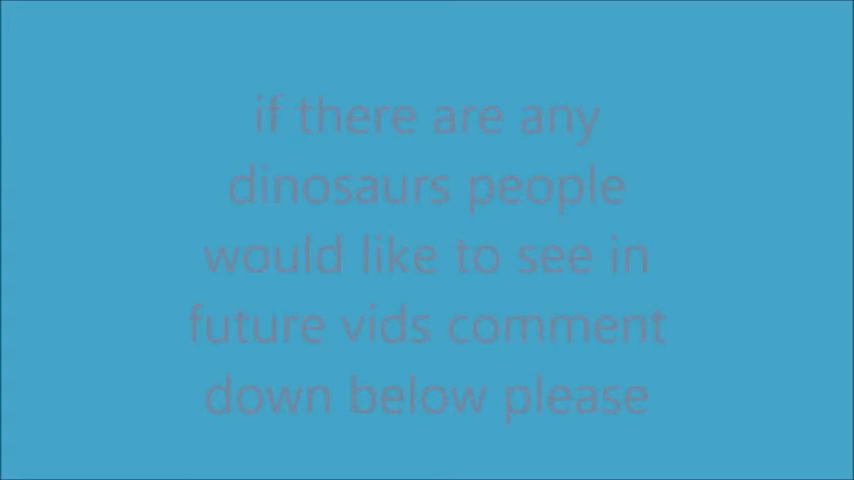 if there are any
dinosaurs people
would like to see in
future vids comment
down below please